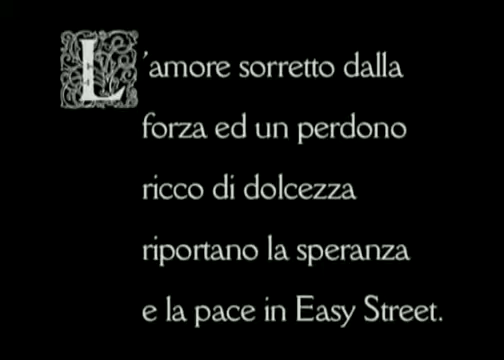 L'amore sorretto dalla
forza ed un perdono
ricco di dolcezza
riportano la speranza
e la pace in Easy Street.